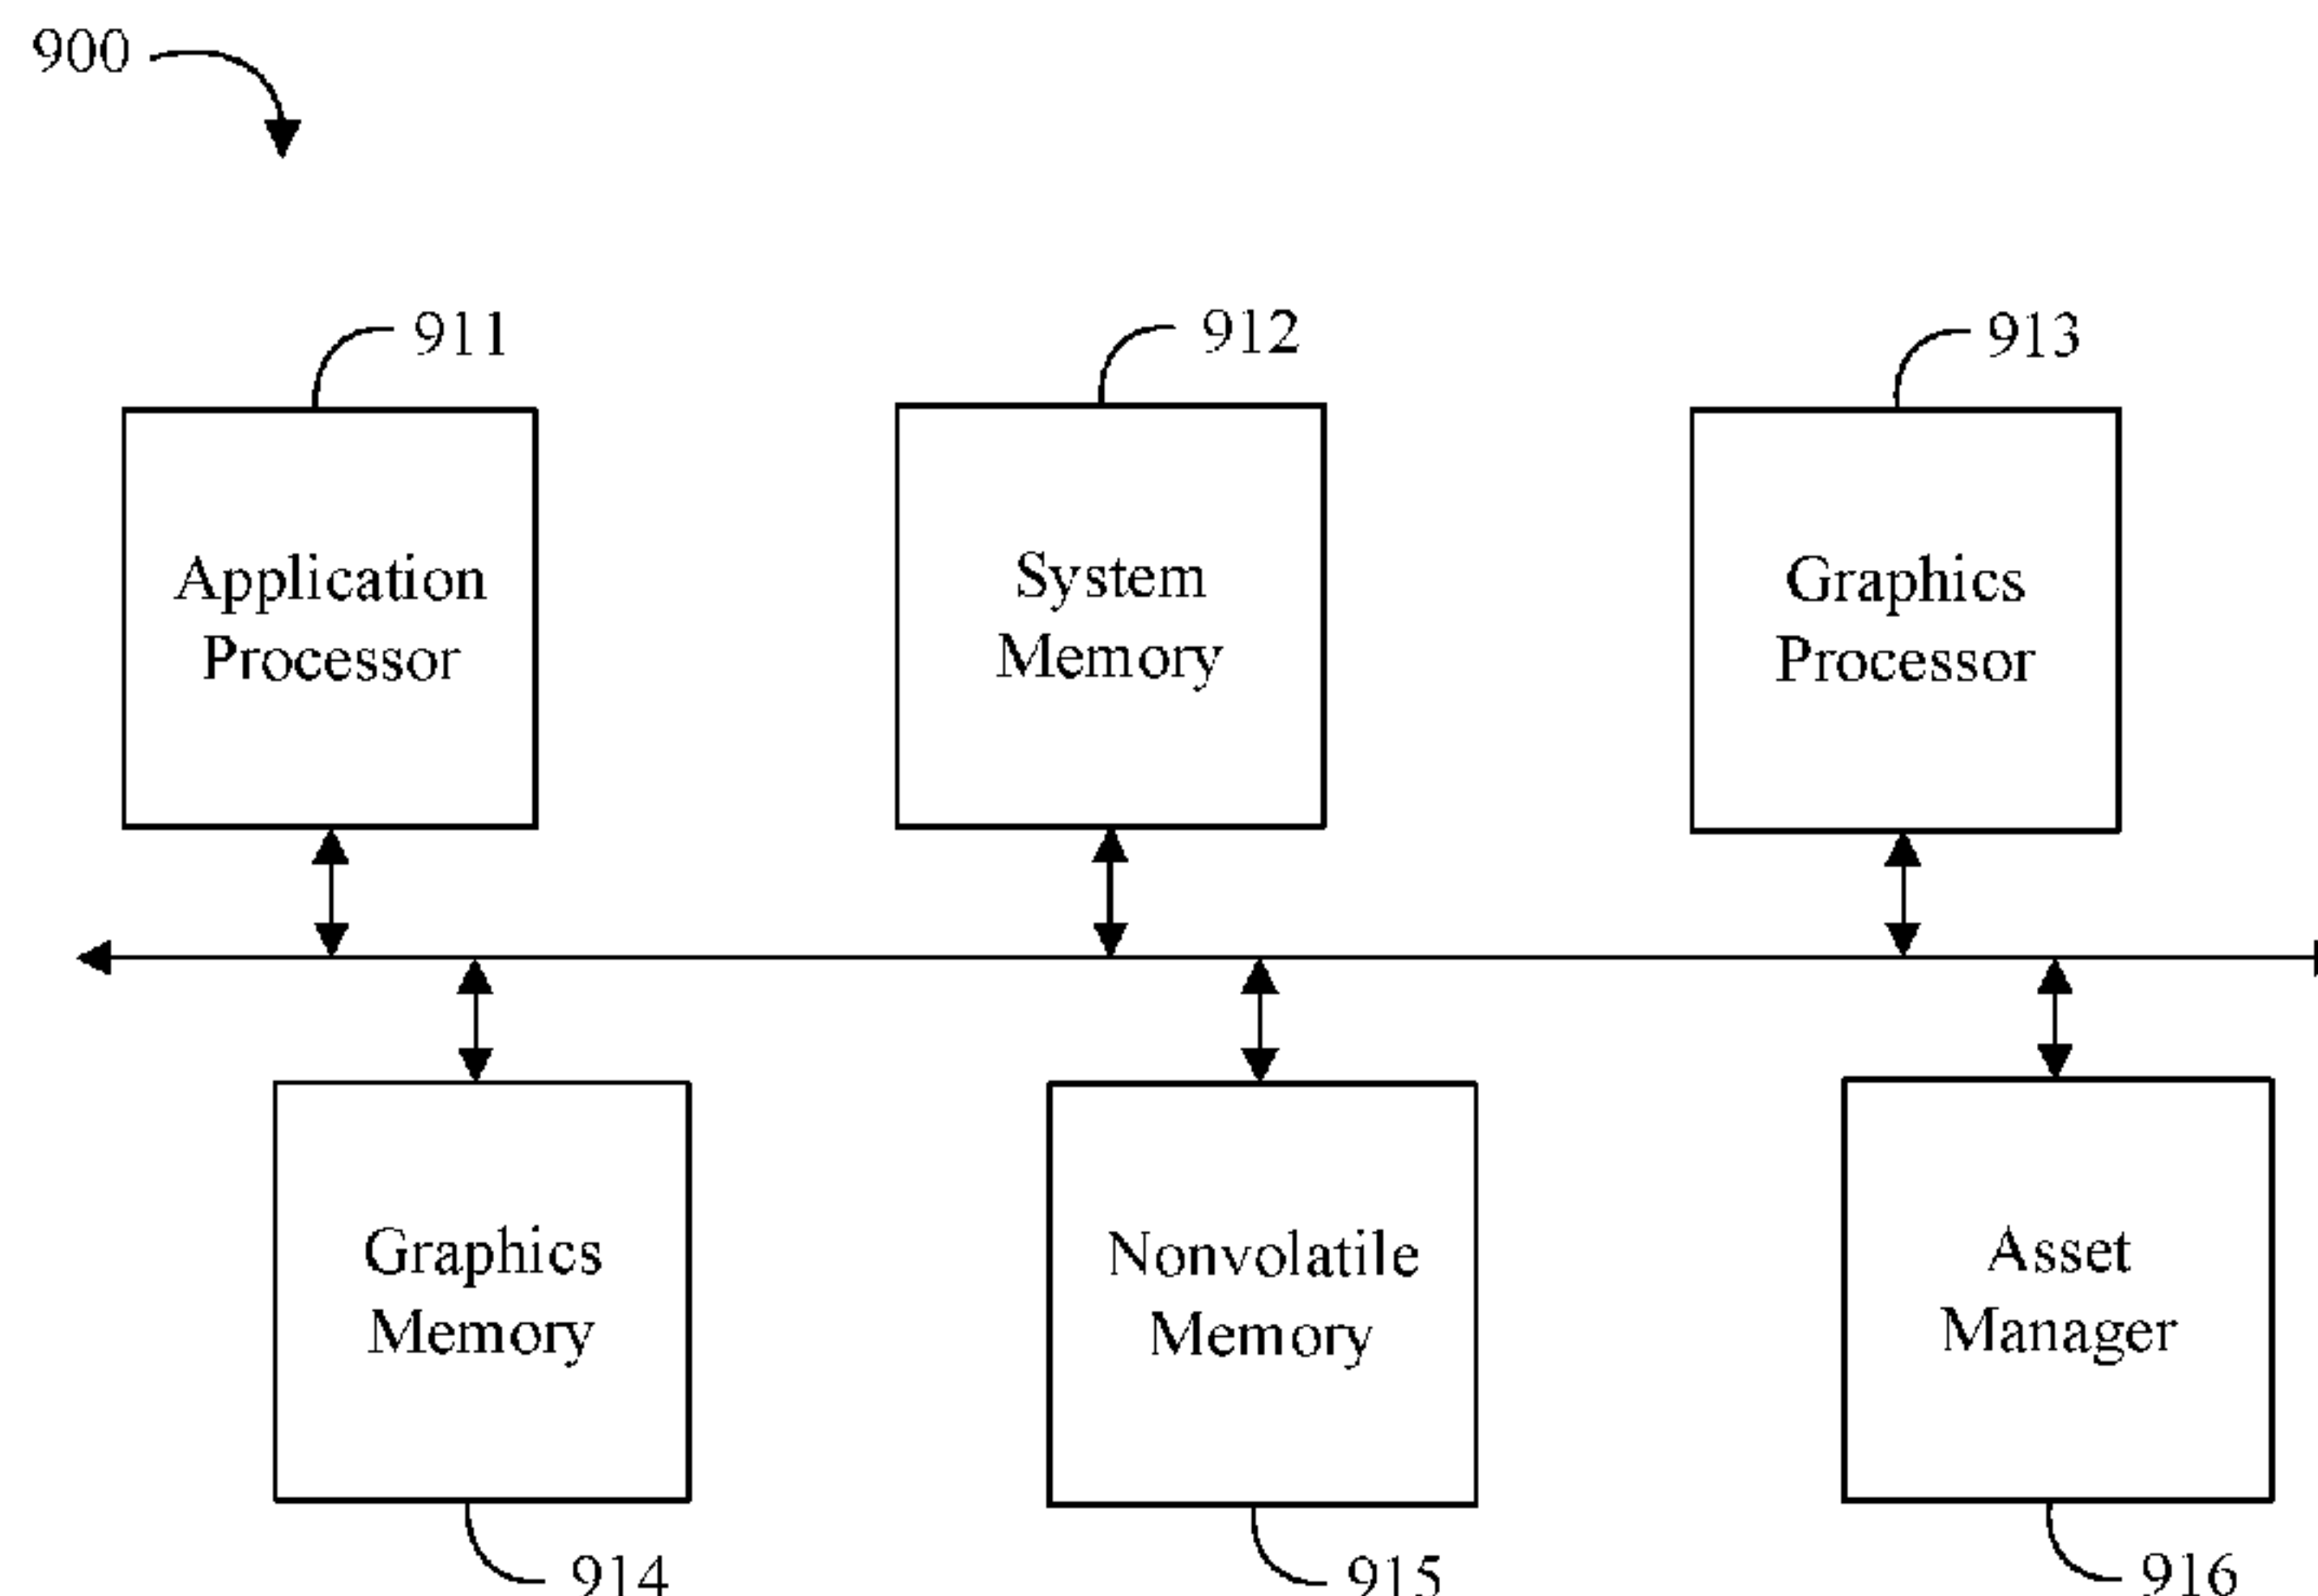 900
911
912
913
Application
Processor
System
Memory
Graphics
Processor
Graphics
Memory
Nonvolatile
Memory
Asset
Manager
914
915
916